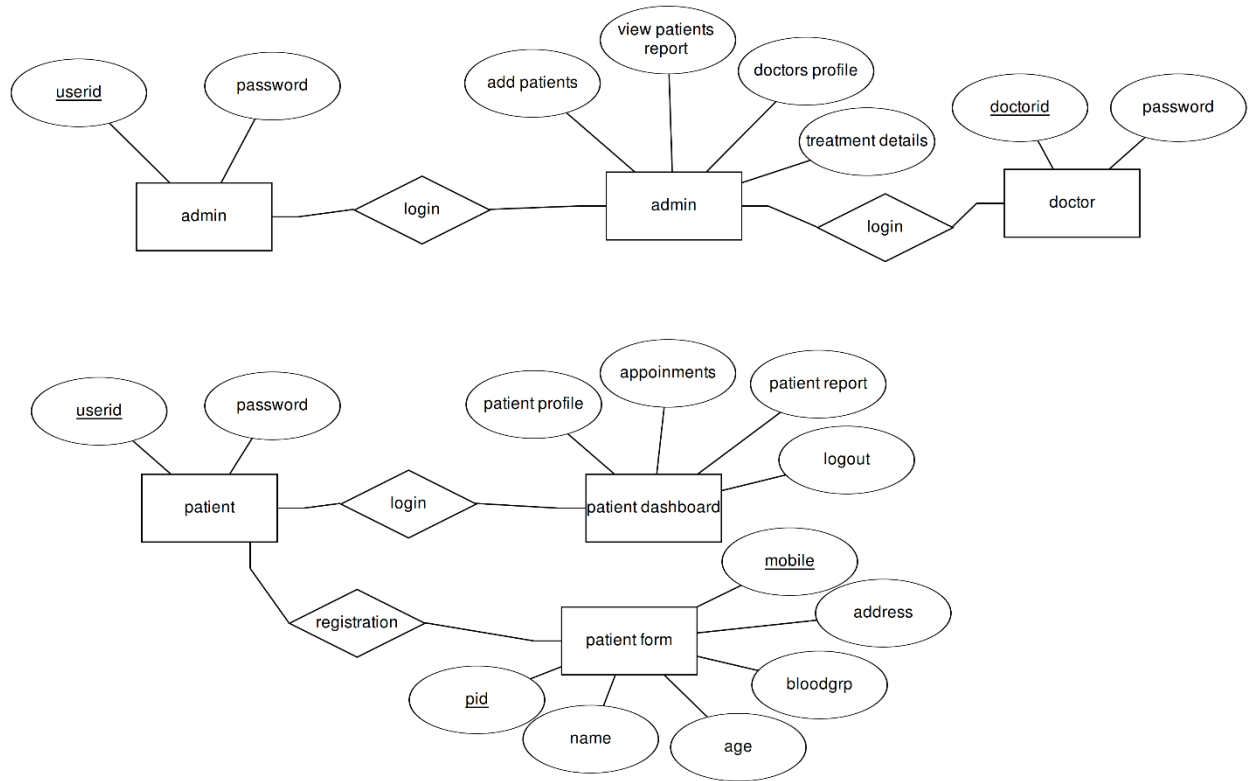 view patients
report
add patients
doctors profile
userid
password
treatment details
doctorid
password
admin
login
admin
login
doctor
userid
password
patient profile
appoinments
patient report
logout
patient
login
patient dashboard
registration
patient form
mobile
address
bloodgrp
age
name
pid